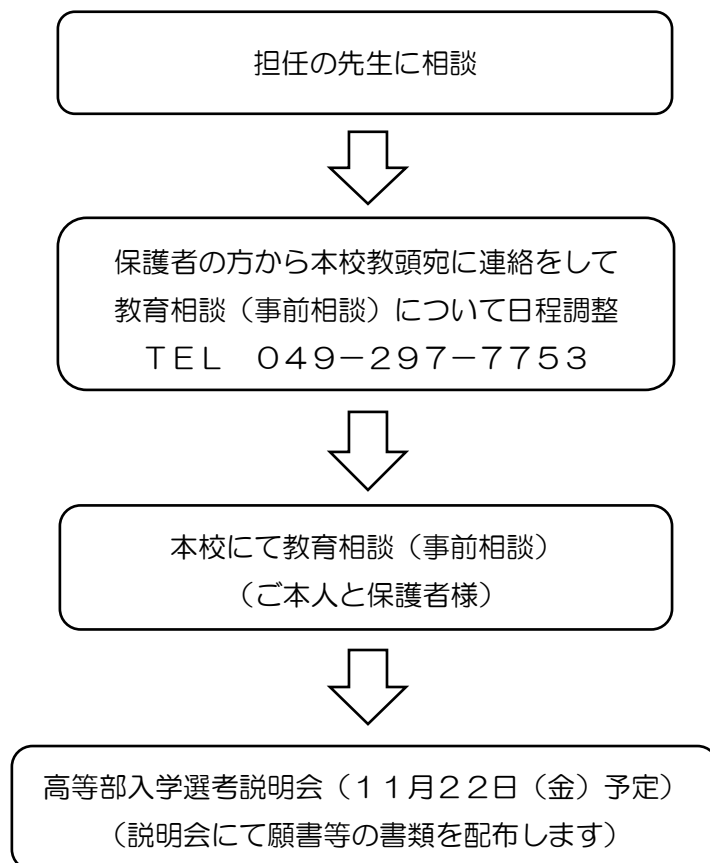 担任の先生に相談
保護者の方から本校教頭宛に連絡をして
教育相談（事前相談）について日程調整
ＴＥＬ　０４９－２９７－７７５３
本校にて教育相談（事前相談）
（ご本人と保護者様）
高等部入学選考説明会（１１月２２日（金）予定）
（説明会にて願書等の書類を配布します）